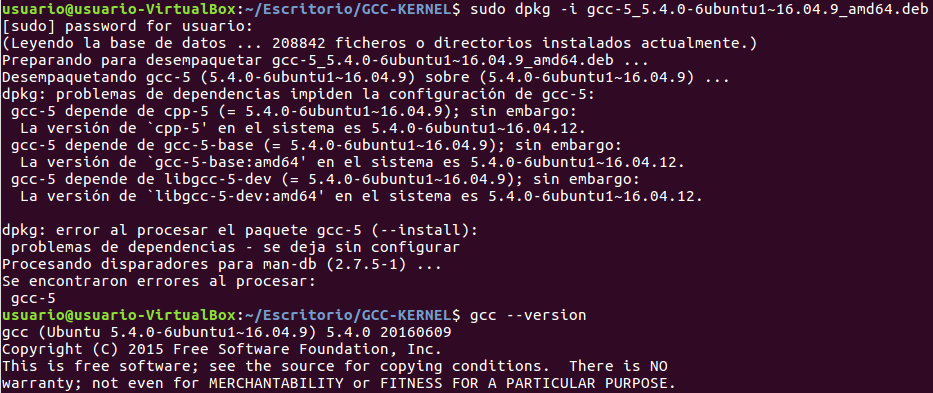 usuario@usuario-VirtualBox:~/Escritorio/GCC-KERNEL$ sudo dpkg -i gcc-5_5.4.0-6ubuntu1~16.04.9_amd64.deb
[sudo] password for usuario:
(Leyendo la base de datos ... 208842 ficheros o directorios instalados actualmente.)
Preparando para desempaquetar gcc-5_5.4.0-6ubuntu1~16.04.9_amd64.deb ...
Desempaquetando gcc-5 (5.4.0-6ubuntu1~16.04.9) sobre (5.4.0-6ubuntu1~16.04.9) ...
dpkg: problemas de dependencias impiden la configuración de gcc-5:
 gcc-5 depende de cpp-5 (= 5.4.0-6ubuntu1~16.04.9); sin embargo:
  La versión de `cpp-5' en el sistema es 5.4.0-6ubuntu1~16.04.12.
 gcc-5 depende de gcc-5-base (= 5.4.0-6ubuntu1~16.04.9); sin embargo:
  La versión de `gcc-5-base:amd64' en el sistema es 5.4.0-6ubuntu1~16.04.12.
 gcc-5 depende de libgcc-5-dev (= 5.4.0-6ubuntu1~16.04.9); sin embargo:
  La versión de `libgcc-5-dev:amd64' en el sistema es 5.4.0-6ubuntu1~16.04.12.

dpkg: error al procesar el paquete gcc-5 (--install):
 problemas de dependencias - se deja sin configurar
Procesando disparadores para man-db (2.7.5-1) ...
Se encontraron errores al procesar:
 gcc-5
usuario@usuario-VirtualBox:~/Escritorio/GCC-KERNEL$ gcc --version
gcc (Ubuntu 5.4.0-6ubuntu1~16.04.9) 5.4.0 20160609
Copyright (C) 2015 Free Software Foundation, Inc.
This is free software; see the source for copying conditions.  There is NO
warranty; not even for MERCHANTABILITY or FITNESS FOR A PARTICULAR PURPOSE.